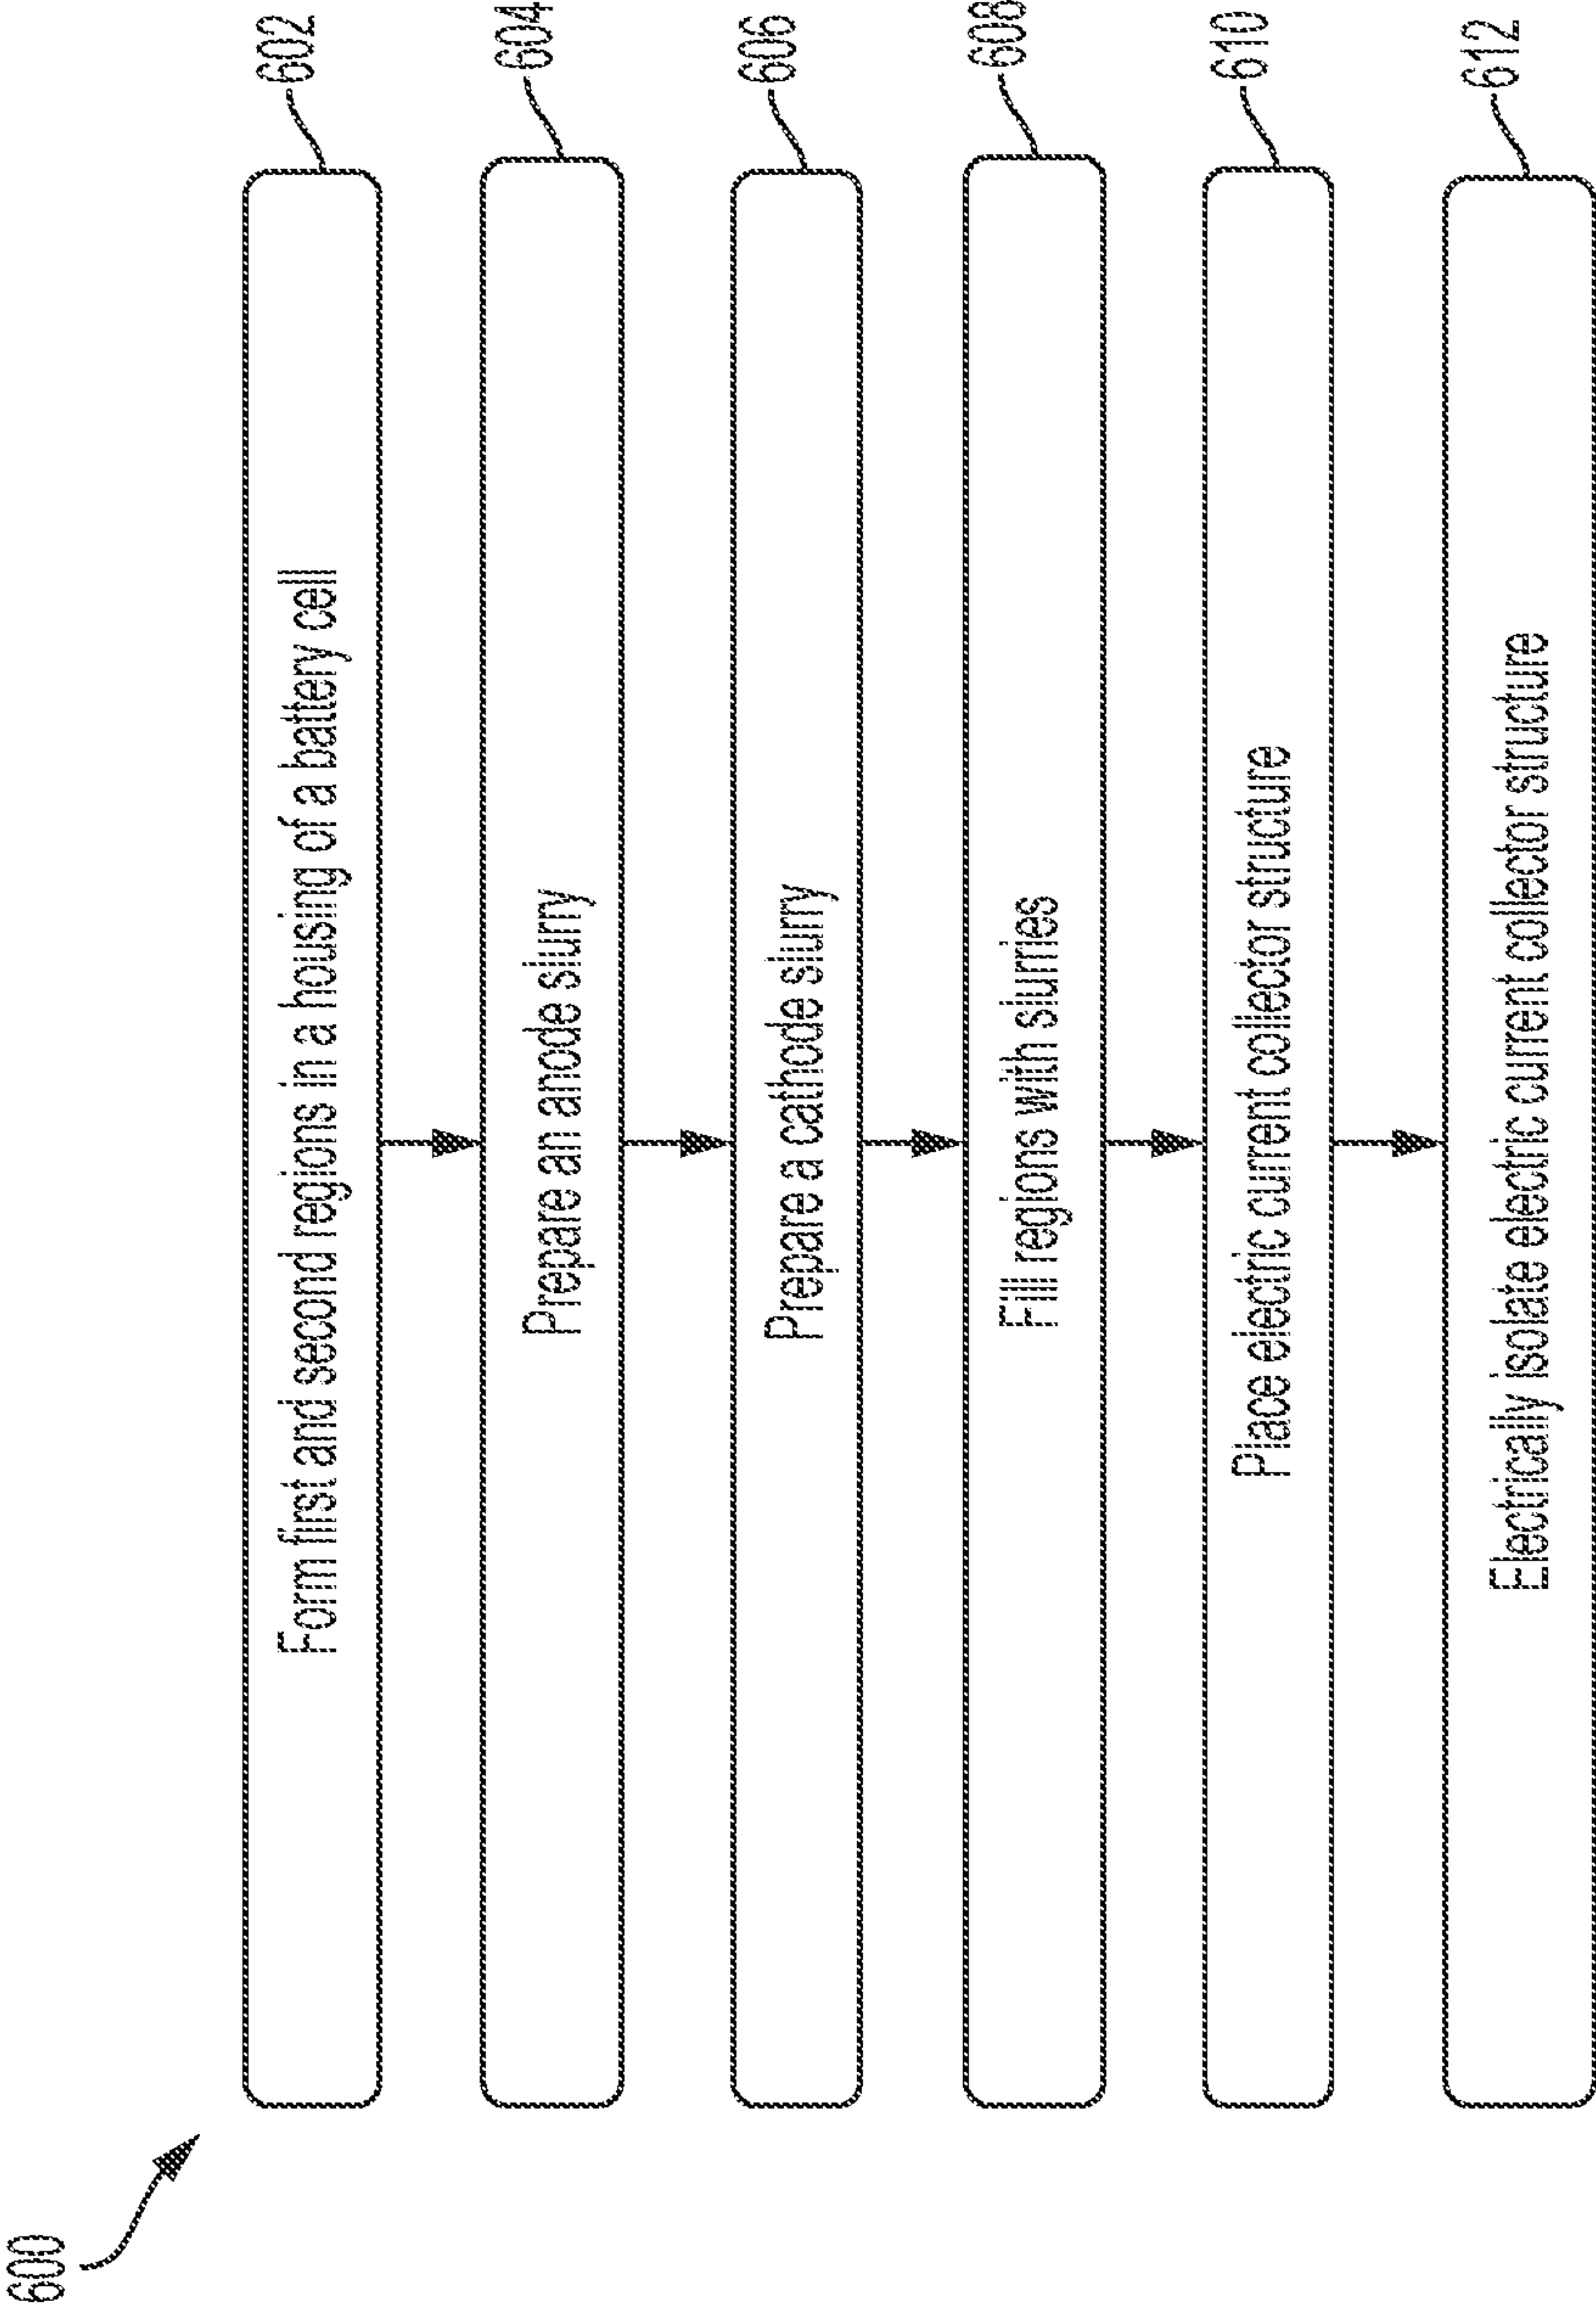 600
Form first and second regions in a housing of a battery cell
602
Prepare an anode slurry
604
Prepare a cathode slurry
606
Fill regions with slurries
608
Place electric current collector structure
610
Electrically isolate electric current collector structure
612